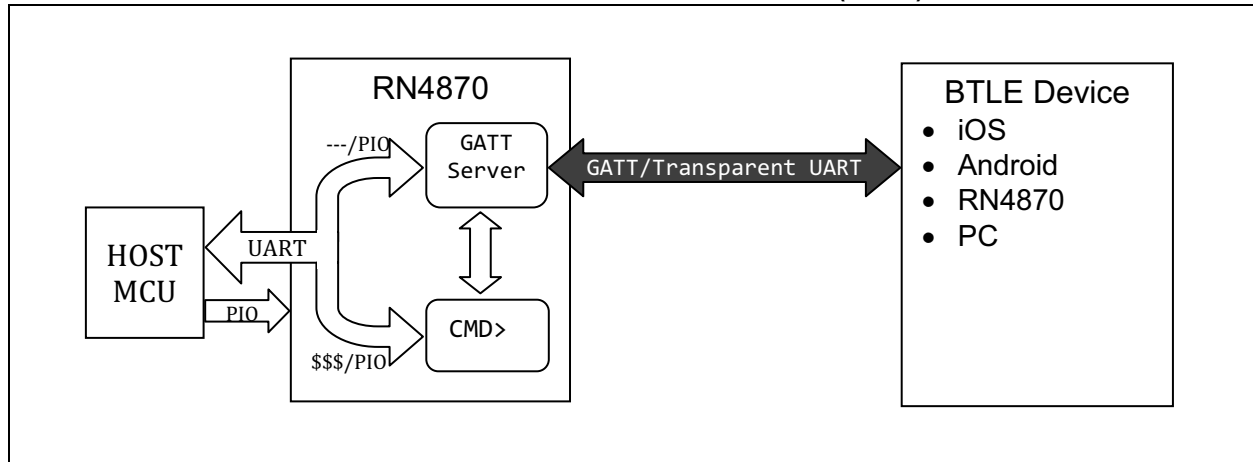 RN4870
---/PIO
GATT
Server
GATT/Transparent UART
HOST
MCU
UART
PIO
CMD>
$$$/PIO
BTLE Device
• iOS
• Android
• RN4870
• PC